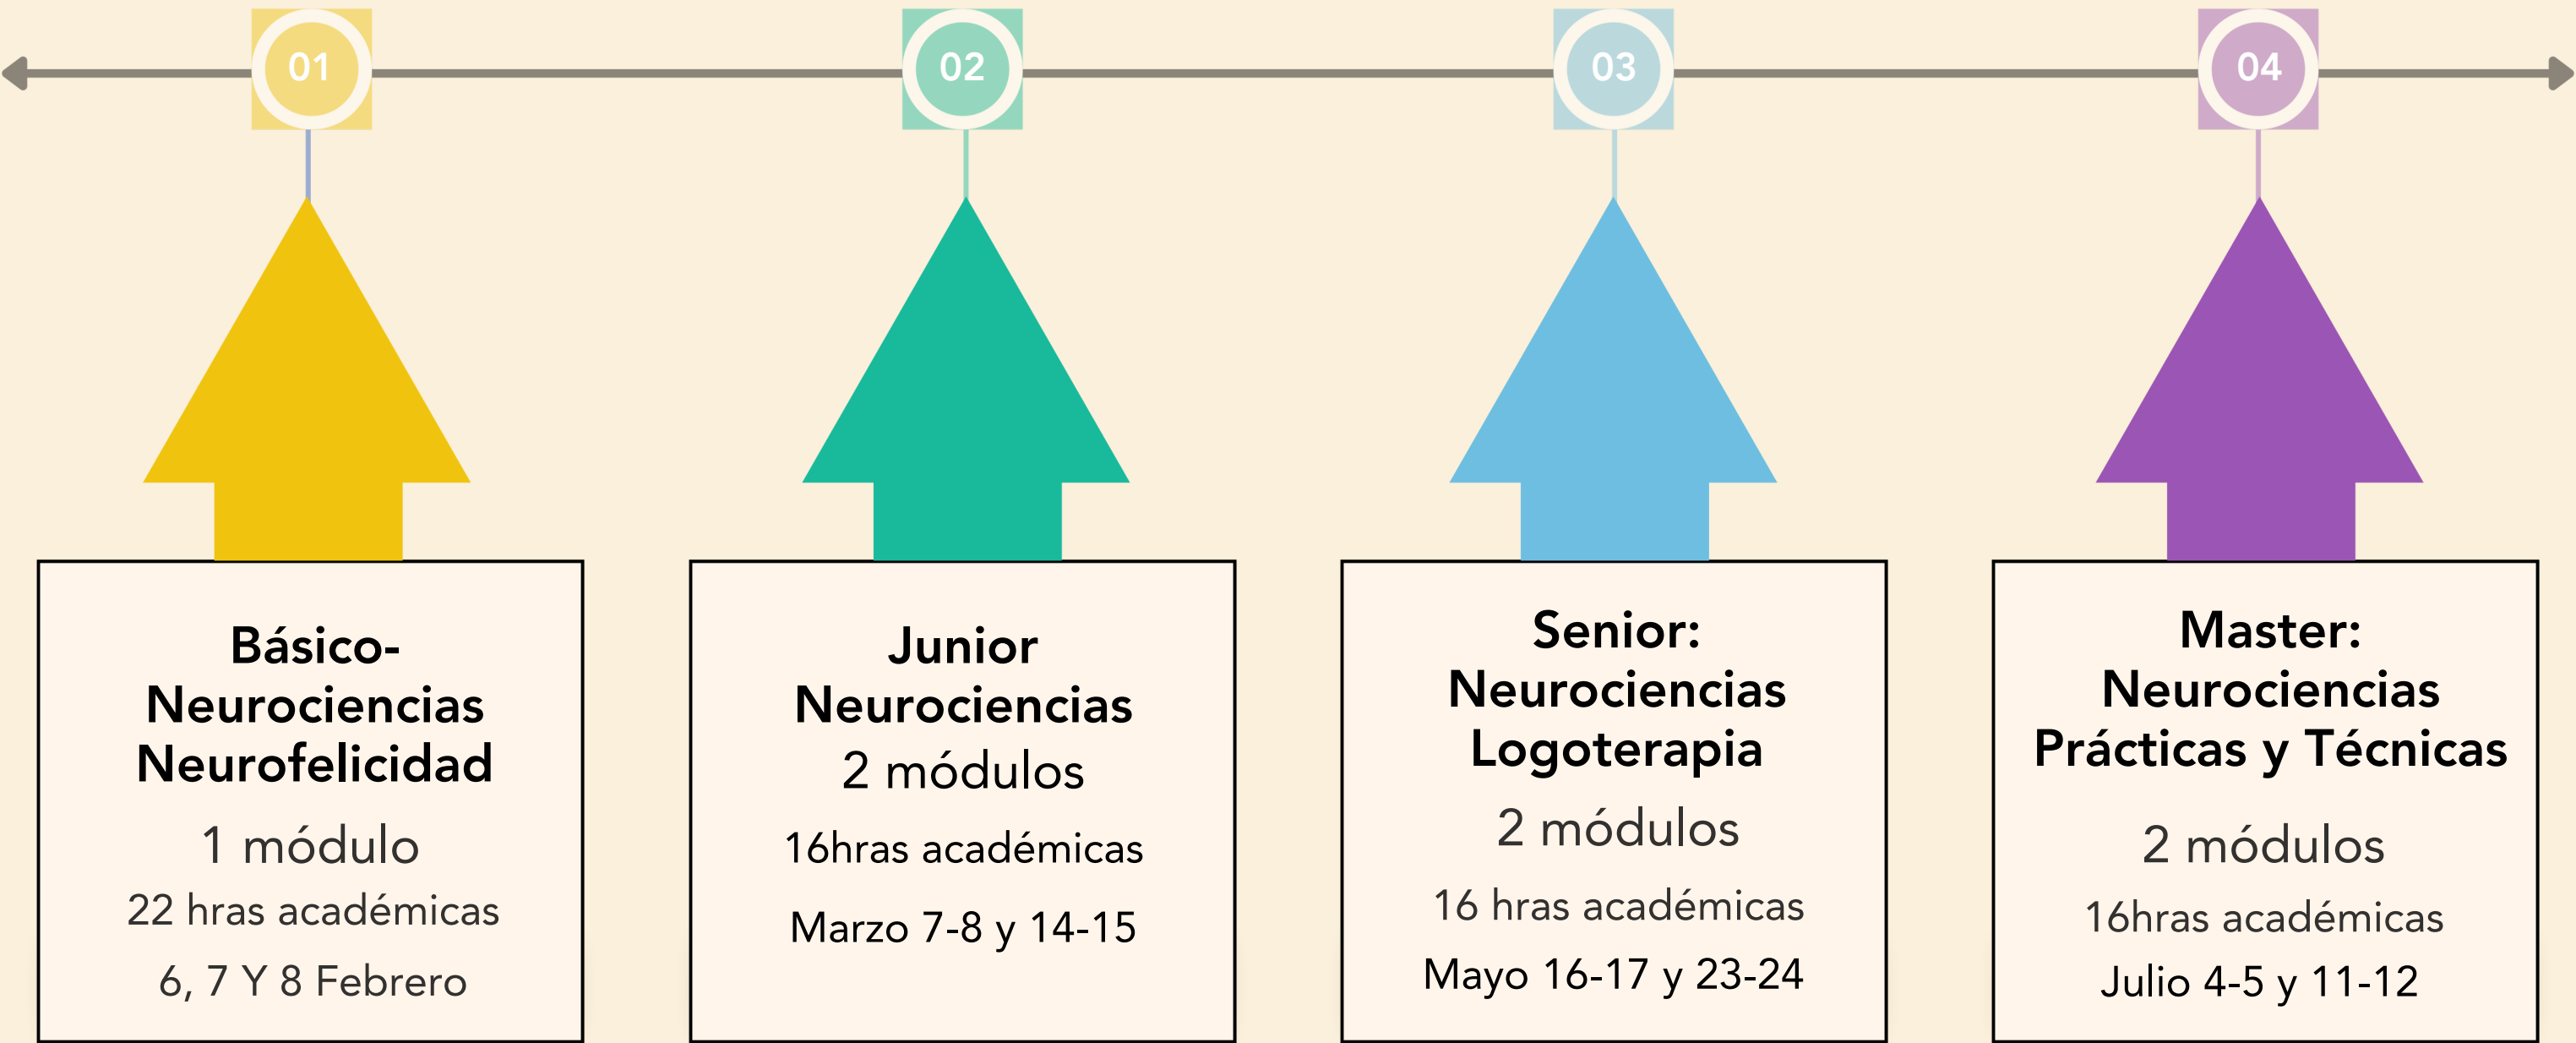 01
02
03
04
Básico-
Neurociencias
Neurofelicidad
1 módulo
22 hras académicas
6, 7 Y 8 Febrero
Junior
Neurociencias
2 módulos
16hras académicas
Marzo 7-8 y 14-15
Senior:
Neurociencias
Logoterapia
2 módulos
16 hras académicas
Mayo 16-17 y 23-24
Master:
Neurociencias
Prácticas y Técnicas
2 módulos
16hras académicas
Julio 4-5 y 11-12